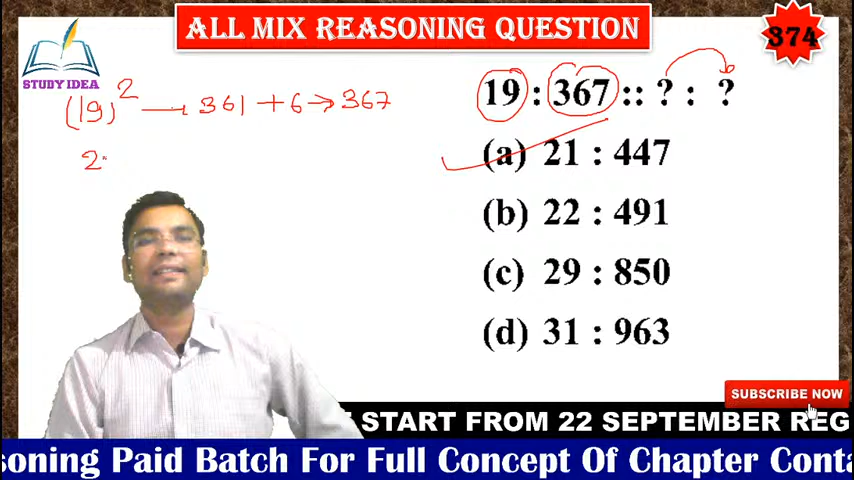 ALL MIX REASONING QUESTION
374
STUDY IDEA
(19)² → 361 + 6 → 367
2
19 : 367 :: ? : ?
(a) 21 : 447
(b) 22 : 491
(c) 29 : 850
(d) 31 : 963
SUBSCRIBE NOW
START FROM 22 SEPTEMBER REG
soning Paid Batch For Full Concept Of Chapter Conta